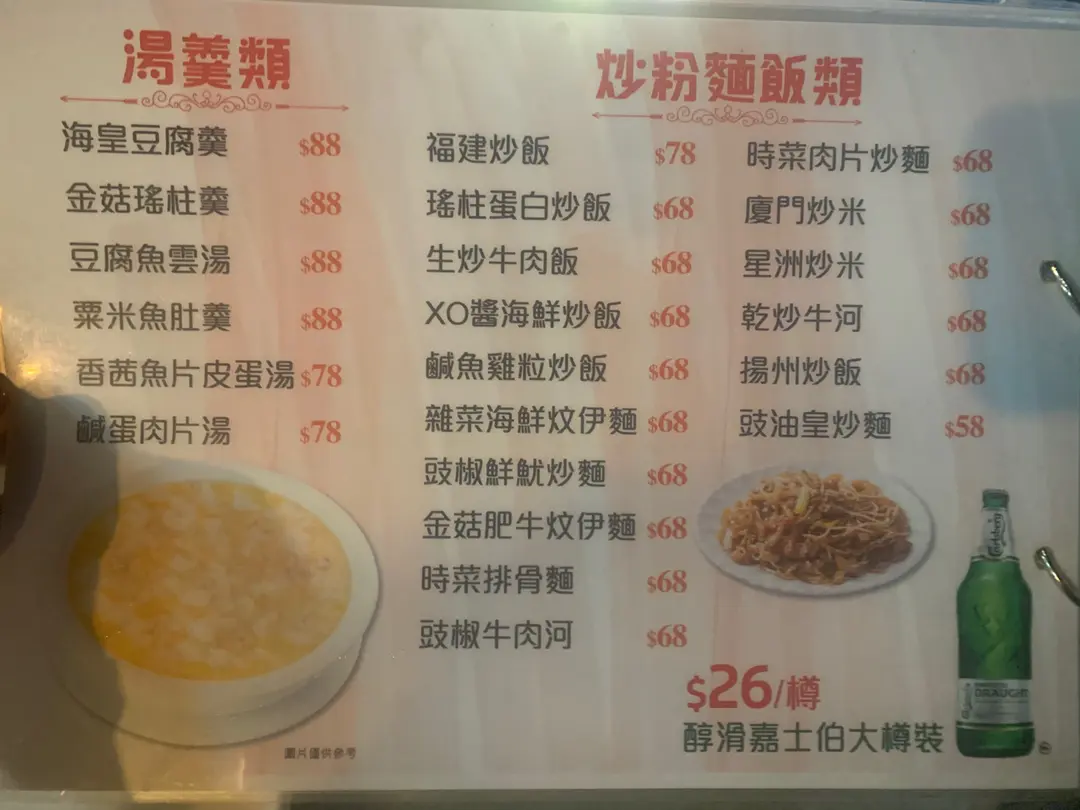 湯羹類
海皇豆腐羹 $88
金菇瑤柱羹 $88
豆腐魚雲湯 $88
粟米魚肚羹 $88
香茜魚片皮蛋湯 $78
鹹蛋肉片湯 $78
圖片僅供參考
炒粉麵飯類
福建炒飯 $78
瑤柱蛋白炒飯 $68
生炒牛肉飯 $68
XO醬海鮮炒飯 $68
鹹魚雞粒炒飯 $68
雜菜海鮮炆伊麵 $68
豉椒鮮魷炒麵 $68
金菇肥牛炆伊麵 $68
時菜排骨麵 $68
豉椒牛肉河 $68
時菜肉片炒麵 $68
廈門炒米 $68
星洲炒米 $68
乾炒牛河 $68
揚州炒飯 $68
豉油皇炒麵 $58
$26/樽
醇滑嘉士伯大樽裝
Carlsberg
DRAUGHT